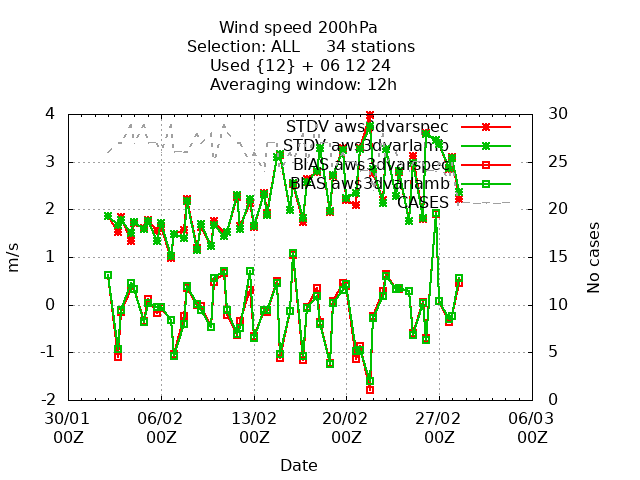 Wind speed 200hPa
Selection: ALL     34 stations
Used {12} + 06 12 24
Averaging window: 12h
4
3
2
1
0
-1
-2
m/s
30
25
20
15
10
5
0
No cases
STDV aws3dvarspec
STDV aws3dvarlamb
BIAS aws3dvarspec
BIAS aws3dvarlamb
CASES
30/01 06/02 13/02 20/02 27/02 06/03
00Z 00Z 00Z 00Z 00Z 00Z
Date